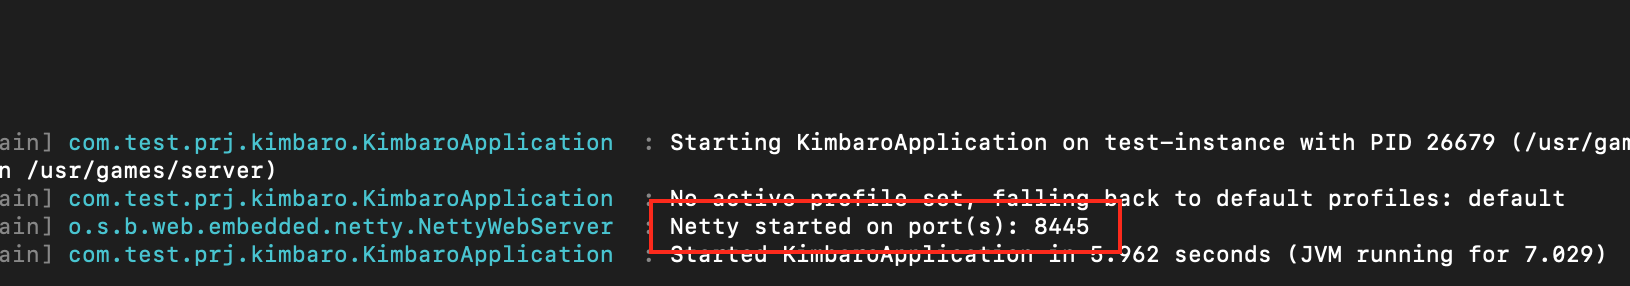 ain] com.test.prj.kimbaro.KimbaroApplication : Starting KimbaroApplication on test-instance with PID 26679 (/usr/gam
n /usr/games/server)
ain] com.test.prj.kimbaro.KimbaroApplication : No active profile set, falling back to default profiles: default
ain] o.s.b.web.embedded.netty.NettyWebServer : Netty started on port(s): 8445
ain] com.test.prj.kimbaro.KimbaroApplication : Started KimbaroApplication in 5.962 seconds (JVM running for 7.029)